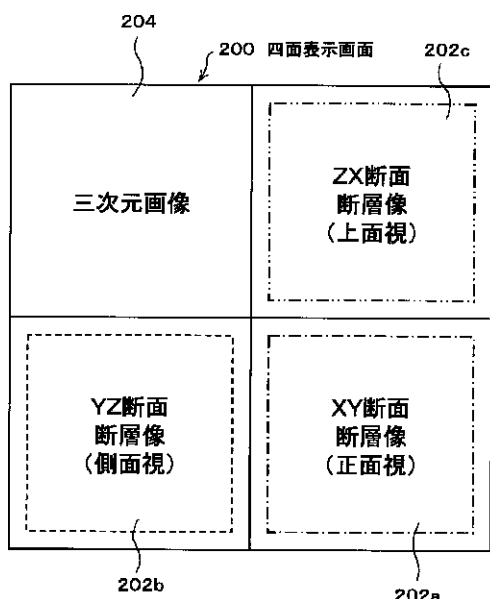 204
200 四面表示画面
202c
三次元画像
ZX断面
断層像
(上面視)
YZ断面
断層像
(側面視)
XY断面
断層像
(正面視)
202b
202a